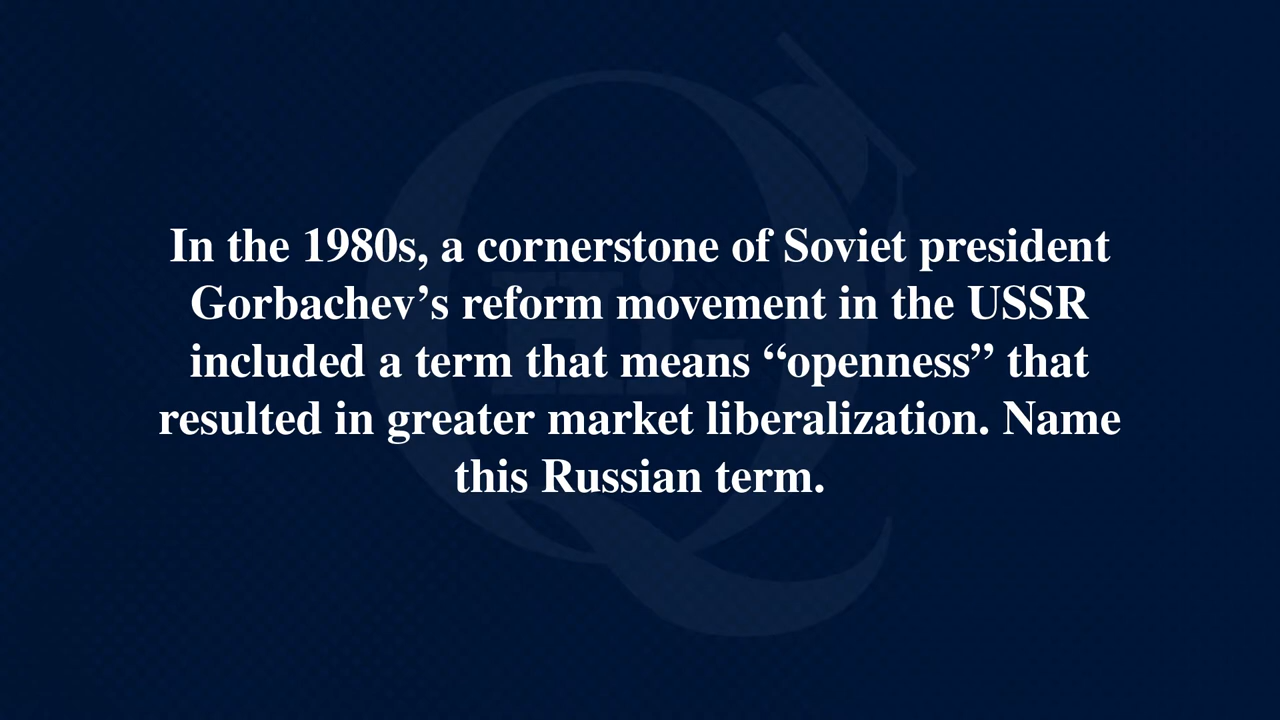 In the 1980s, a cornerstone of Soviet president
Gorbachev’s reform movement in the USSR
included a term that means “openness” that
resulted in greater market liberalization. Name
this Russian term.